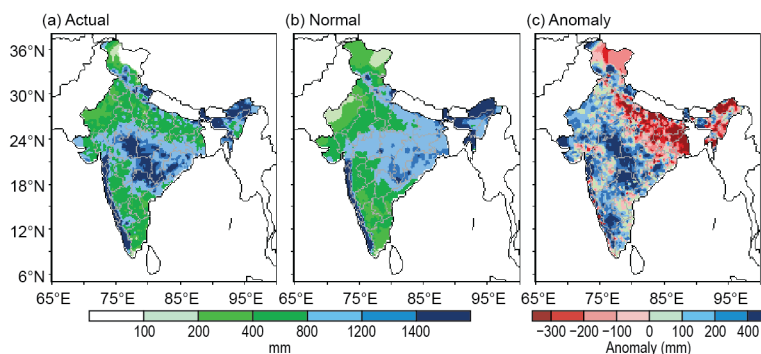 (a) Actual (b) Normal (c) Anomaly
36°N
30°N
24°N
18°N
12°N
6°N
65°E 75°E 85°E 95°E 65°E 75°E 85°E 95°E 65°E 75°E 85°E 95°E
100 200 400 800 1200 1400
mm
−300 −200 −100 0 100 200 400
Anomaly (mm)